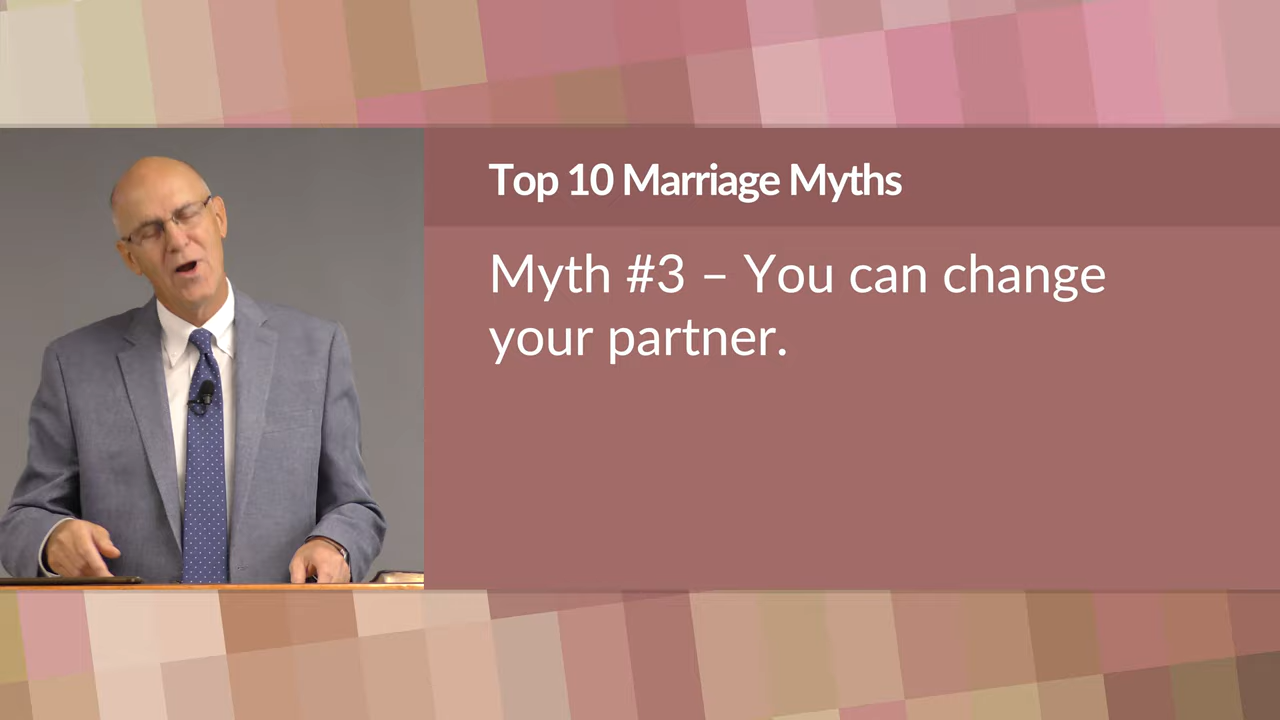 Top 10 Marriage Myths
Myth #3 – You can change
your partner.